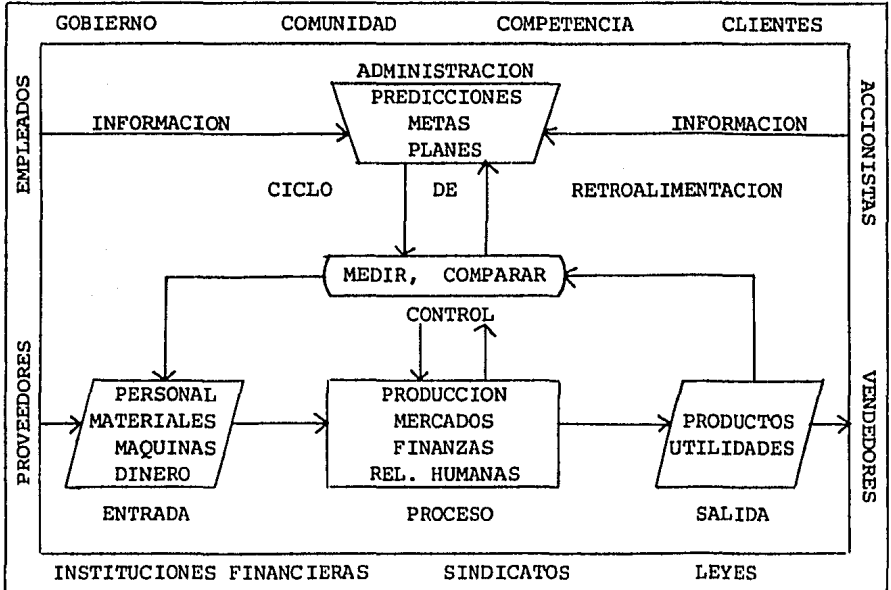 GOBIERNO COMUNIDAD COMPETENCIA CLIENTES
EMPLEADOS
PROVEEDORES
ADMINISTRACION
PREDICCIONES
METAS
PLANES
INFORMACION
INFORMACION
CICLO DE RETROALIMENTACION
MEDIR, COMPARAR
CONTROL
PERSONAL
MATERIALES
MAQUINAS
DINERO
ENTRADA
PRODUCCION
MERCADOS
FINANZAS
REL. HUMANAS
PROCESO
PRODUCTOS
UTILIDADES
SALIDA
ACCIONISTAS
VENDEDORES
INSTITUCIONES FINANCIERAS SINDICATOS LEYES